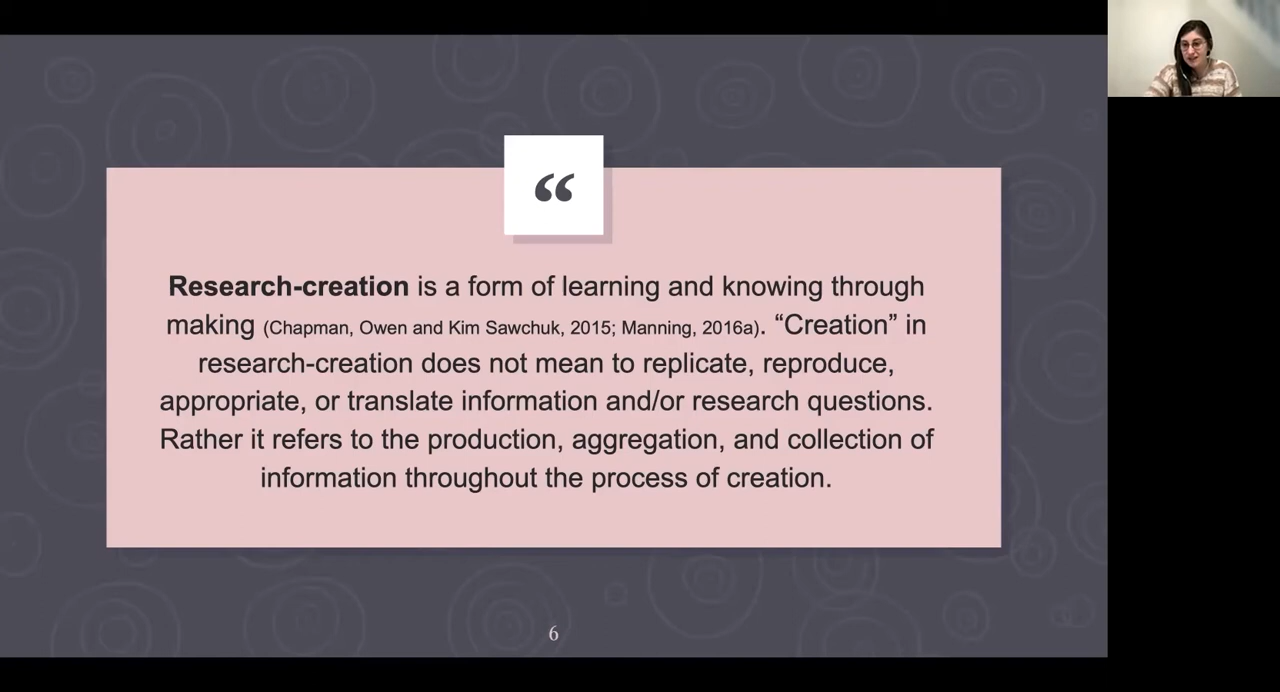 “
Research-creation is a form of learning and knowing through
making (Chapman, Owen and Kim Sawchuk, 2015; Manning, 2016a). “Creation” in
research-creation does not mean to replicate, reproduce,
appropriate, or translate information and/or research questions.
Rather it refers to the production, aggregation, and collection of
information throughout the process of creation.
6